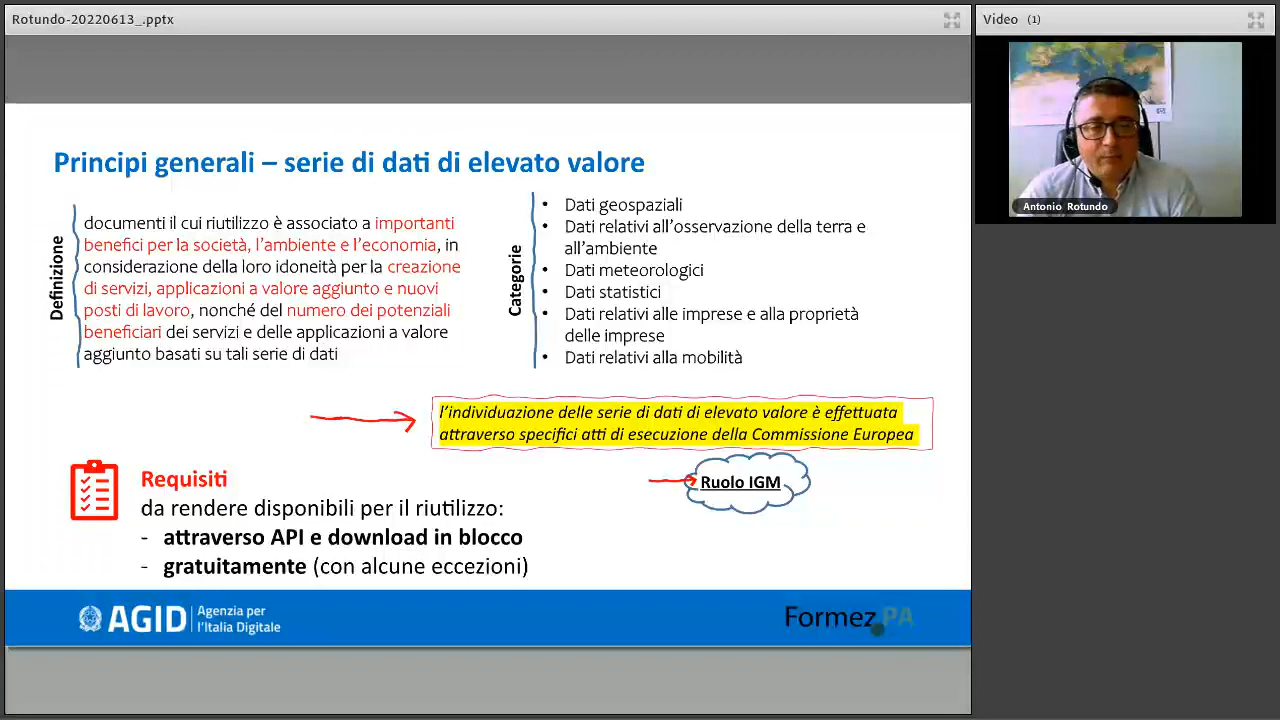 Rotundo-20220613_.pptx
Video (1)
Antonio Rotundo
Principi generali – serie di dati di elevato valore
Definizione
documenti il cui riutilizzo è associato a importanti
benefici per la società, l'ambiente e l'economia, in
considerazione della loro idoneità per la creazione
di servizi, applicazioni a valore aggiunto e nuovi
posti di lavoro, nonché del numero dei potenziali
beneficiari dei servizi e delle applicazioni a valore
aggiunto basati su tali serie di dati
Categorie
• Dati geospaziali
• Dati relativi all'osservazione della terra e
all'ambiente
• Dati meteorologici
• Dati statistici
• Dati relativi alle imprese e alla proprietà
delle imprese
• Dati relativi alla mobilità
l'individuazione delle serie di dati di elevato valore è effettuata
attraverso specifici atti di esecuzione della Commissione Europea
Ruolo IGM
Requisiti
da rendere disponibili per il riutilizzo:
- attraverso API e download in blocco
- gratuitamente (con alcune eccezioni)
AGID
Agenzia per
l'Italia Digitale
Formez PA